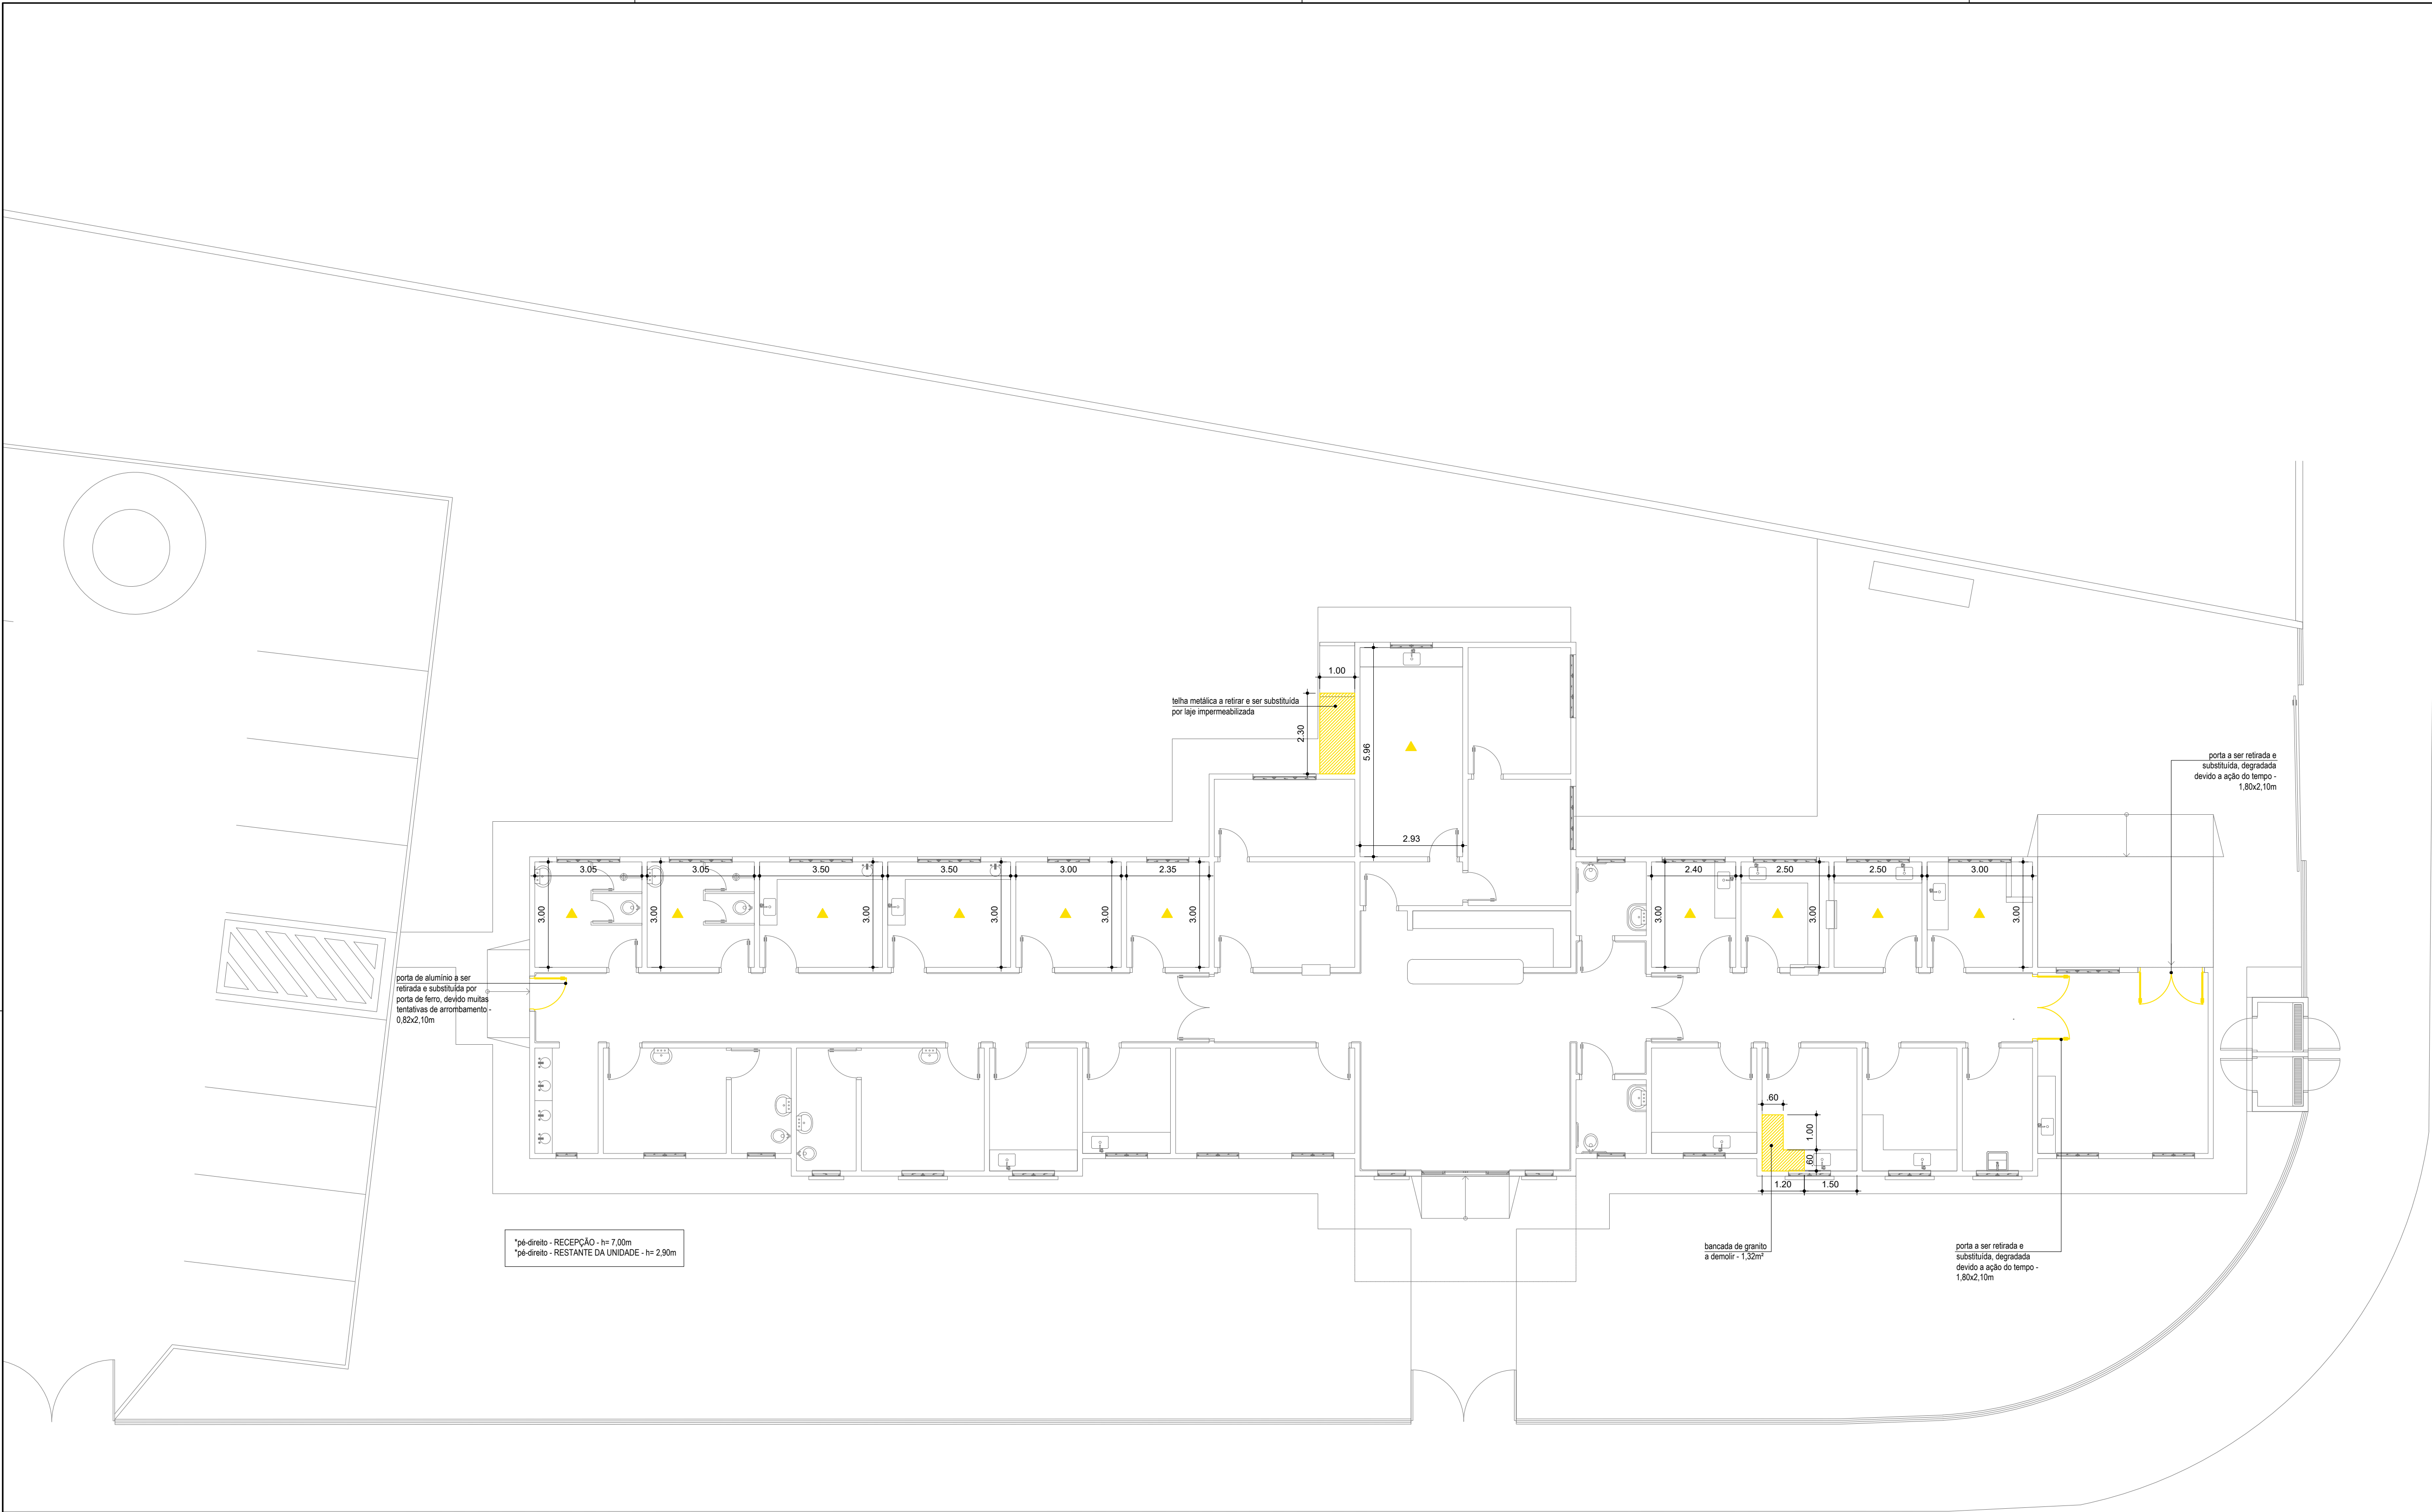 1.00
telha metálica a retirar e ser substituída
por laje impermeabilizada
2.30
5.96
2.93
porta a ser retirada e
substituída, degradada
devido a ação do tempo -
1,80x2,10m
3.05
3.05
3.50
3.50
3.00
2.35
2.40
2.50
2.50
3.00
3.00
3.00
3.00
3.00
3.00
3.00
3.00
3.00
3.00
porta de alumínio a ser
retirada e substituída por
porta de ferro, devido muitas
tentativas de arrombamento -
0,82x2,10m
.60
1.00
.60
1.20
1.50
*pé-direito - RECEPÇÃO - h= 7,00m
*pé-direito - RESTANTE DA UNIDADE - h= 2,90m
bancada de granito
a demolir - 1,32m²
porta a ser retirada e
substituída, degradada
devido a ação do tempo -
1,80x2,10m